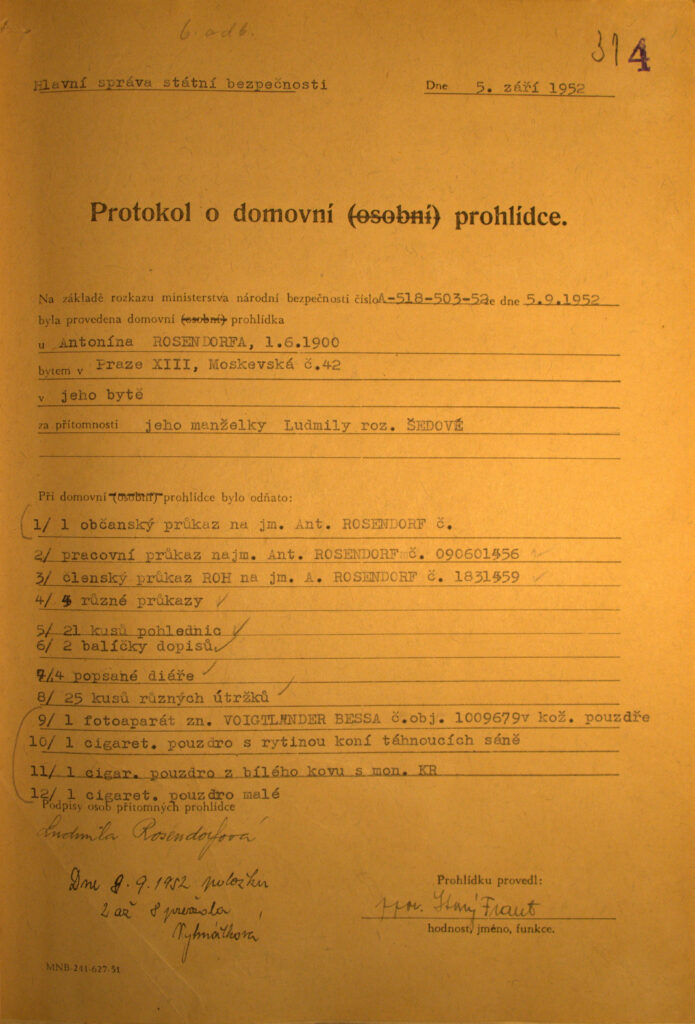 6. odb.
314
Hlavní správa státní bezpečnosti
Dne 5. září 1952
Protokol o domovní (osobní) prohlídce.
Na základě rozkazu ministerstva národní bezpečnosti číslo A-518-503-52 ze dne 5.9.1952
byla provedena domovní (osobní) prohlídka
u Antonína ROSENDORFA, 1.6.1900
bytem v Praze XIII, Moskevská č.42
v jeho bytě
za přítomnosti jeho manželky Ludmily roz. ŠEDOVÉ
Při domovní (osobní) prohlídce bylo odňato:
1/ 1 občanský průkaz na jm. Ant. ROSENDORF č.
2/ pracovní průkaz najm. Ant. ROSENDORF č. 090601456
3/ členský průkaz ROH na jm. A. ROSENDORF č. 1831459
4/ 4 různé průkazy
5/ 21 kusů pohlednic
6/ 2 balíčky dopisů
7/ 4 popsané diáře
8/ 25 kusů různých útržků
9/ 1 fotoaparát zn. VOIGTLÄNDER BESSA č.obj. 1009679v kož. pouzdře
10/ 1 cigaret. pouzdro s rytinou koní táhnoucích sáně
11/ 1 cigar. pouzdro z bílého kovu s mon. KR
12/ 1 cigaret. pouzdro malé
Podpisy osob přítomných prohlídce
Ludmila Rosendorfová
Dne 8.9.1952 položku
2 až 8 převzala
Prohlídku provedl:
ppor. Starý Frant
hodnost, jméno, funkce.
MNB-241-627-51